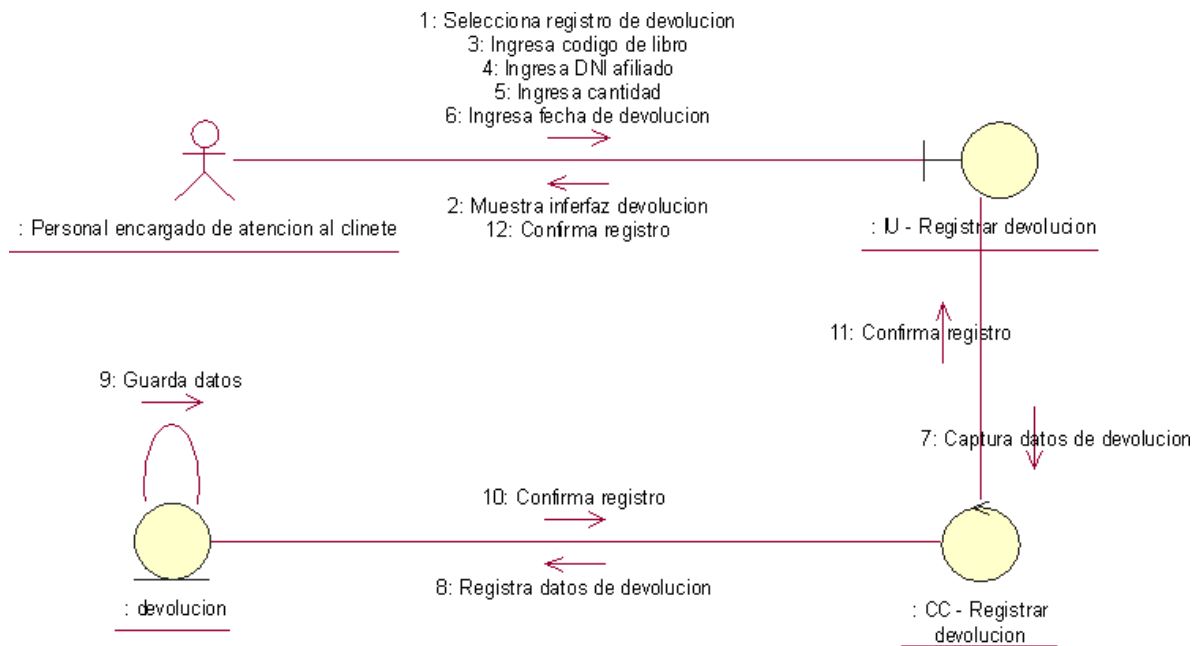 1: Selecciona registro de devolucion
3: Ingresa codigo de libro
4: Ingresa DNI afiliado
5: Ingresa cantidad
6: Ingresa fecha de devolucion
2: Muestra inferfaz devolucion
12: Confirma registro
: Personal encargado de atencion al clinete
: IU - Registrar devolucion
11: Confirma registro
9: Guarda datos
7: Captura datos de devolucion
10: Confirma registro
8: Registra datos de devolucion
: devolucion
: CC - Registrar
devolucion